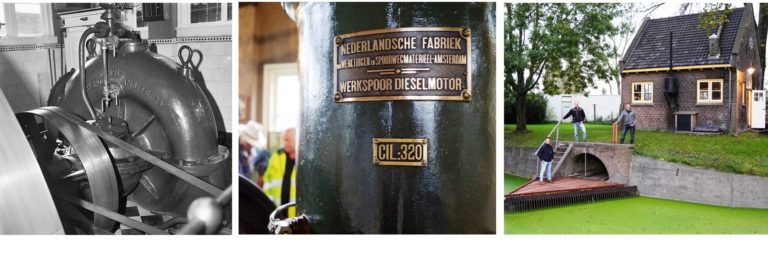 NEDERLANDSCHE FABRIEK
VAN WERKTUIGEN EN SPOORWEGMATERIEEL-AMSTERDAM
WERKSPOOR DIESELMOTOR
CIL:320